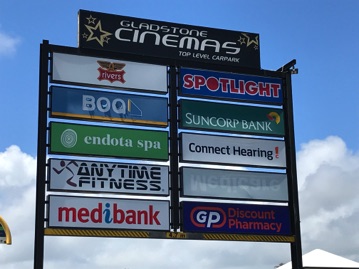 GLADSTONE
CINEMAS
TOP LEVEL CARPARK
rivers
BOQ
endota spa
ANYTIME
FITNESS
medibank
SPOTLIGHT
SUNCORP BANK
Connect Hearing
GP Discount
Pharmacy